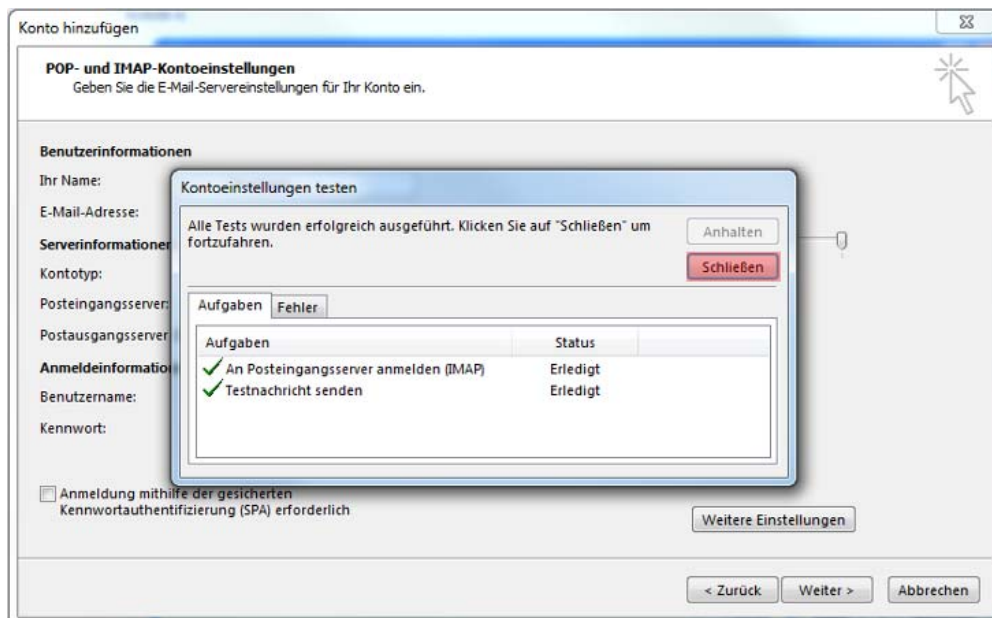 Konto hinzufügen
POP- und IMAP-Kontoeinstellungen
Geben Sie die E-Mail-Servereinstellungen für Ihr Konto ein.
Benutzerinformationen
Ihr Name:
E-Mail-Adresse:
Serverinformationen
Kontotyp:
Posteingangsserver:
Postausgangsserver
Anmeldeinformatio
Benutzername:
Kennwort:
Kontoeinstellungen testen
Alle Tests wurden erfolgreich ausgeführt. Klicken Sie auf "Schließen" um
fortzufahren.
Anhalten
Schließen
Aufgaben
Fehler
Aufgaben
Status
An Posteingangsserver anmelden (IMAP)
Erledigt
Testnachricht senden
Erledigt
Anmeldung mithilfe der gesicherten
Kennwortauthentifizierung (SPA) erforderlich
Weitere Einstellungen
< Zurück
Weiter >
Abbrechen